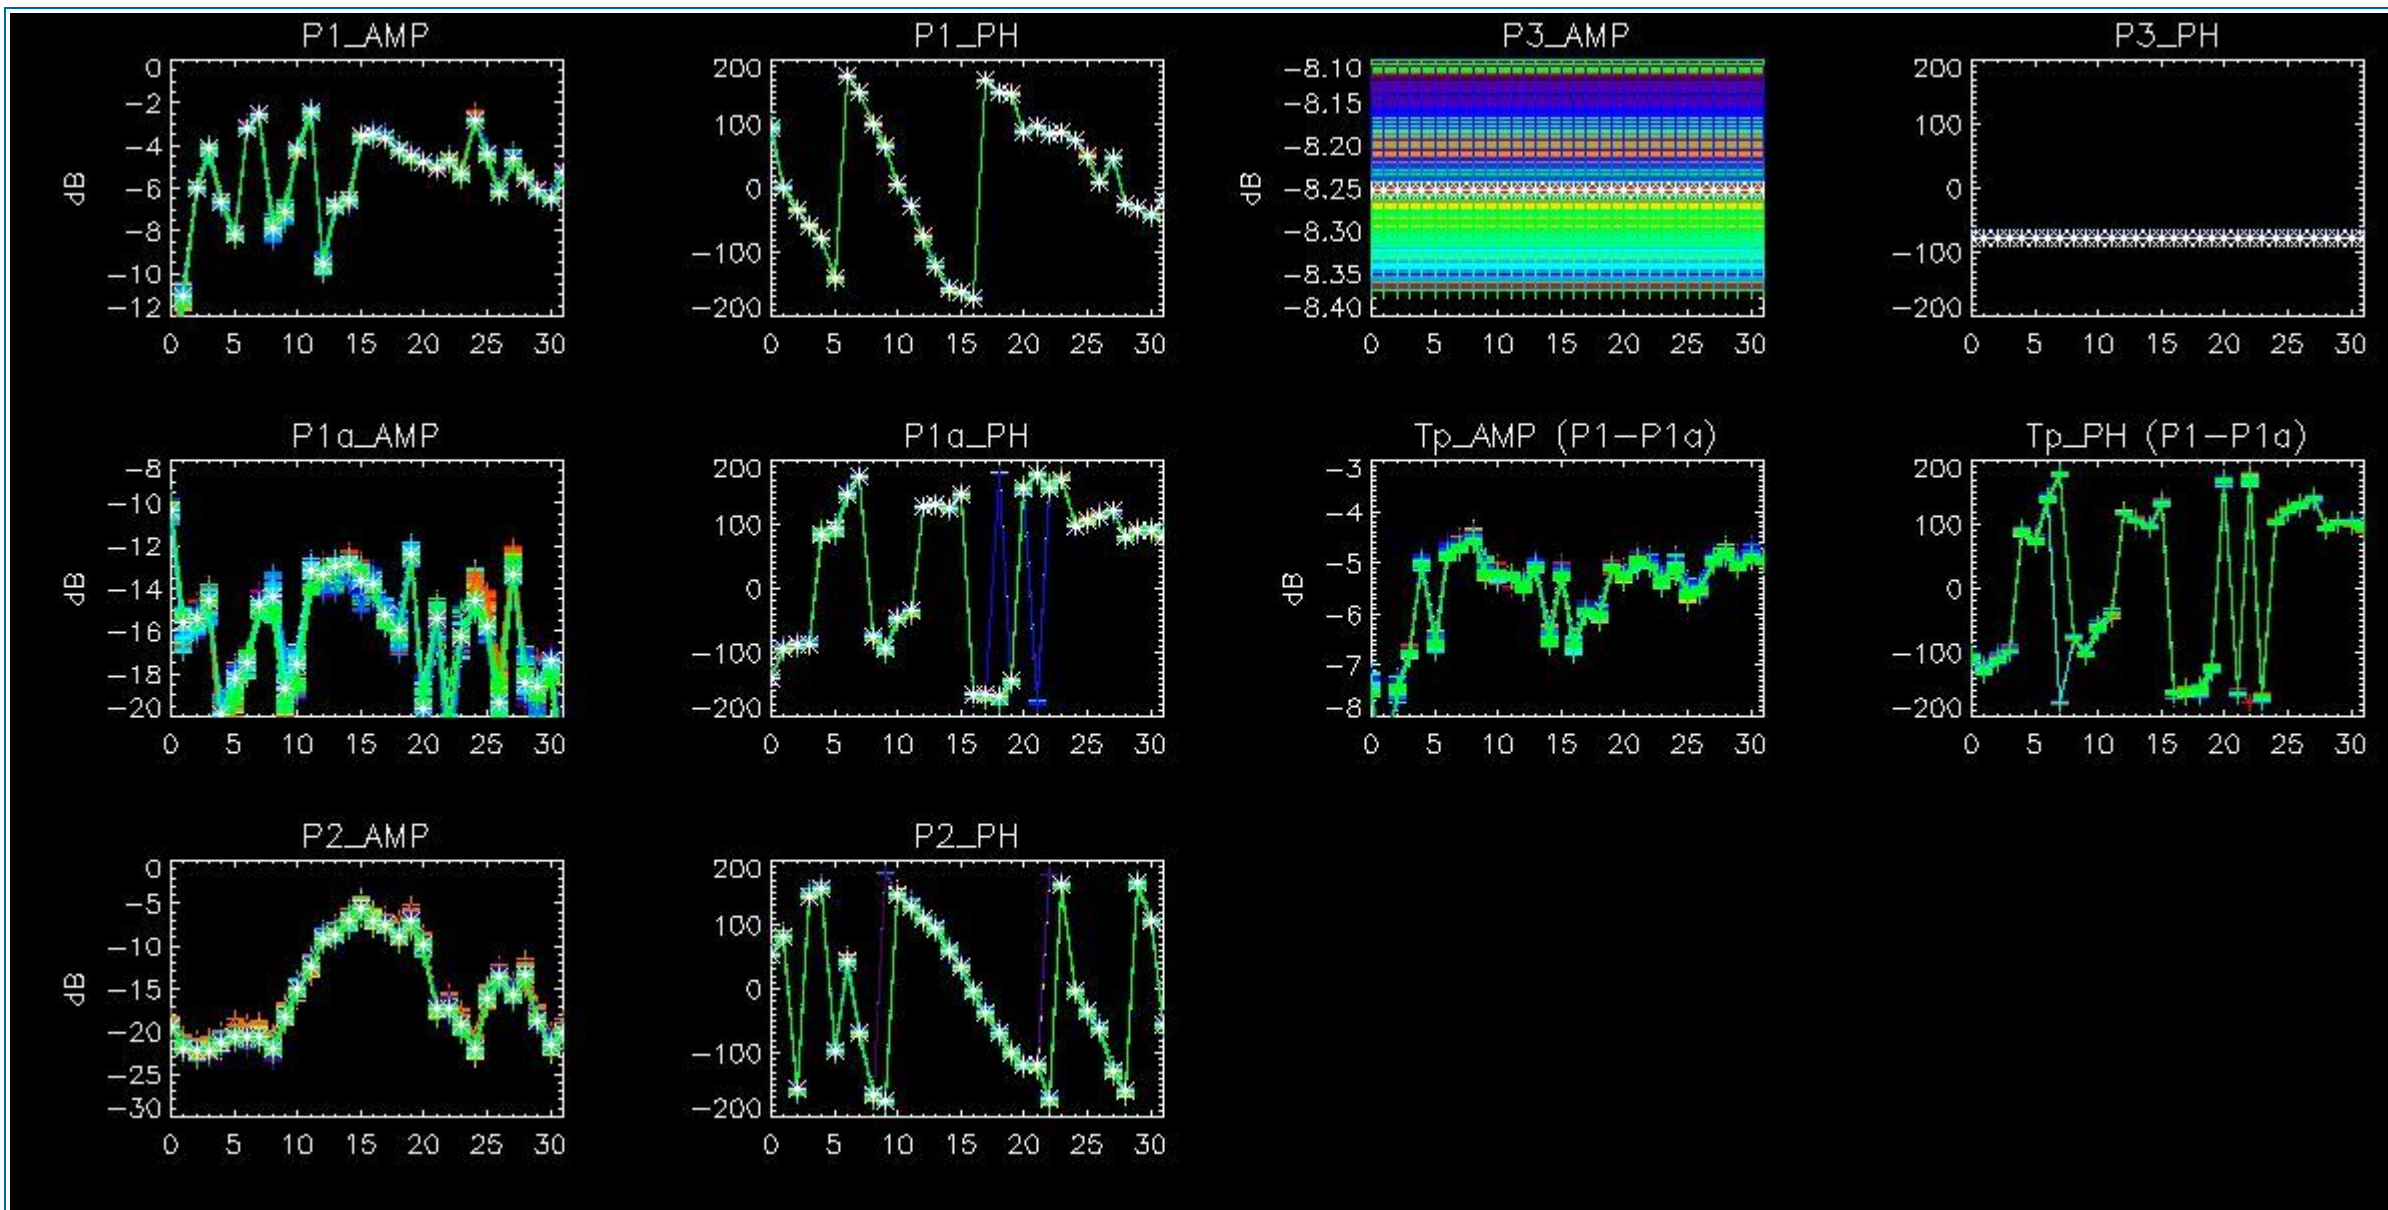 P1_AMP
0
−2
−4
−6
−8
−10
−12
dB
0 5 10 15 20 25 30
P1_PH
200
100
0
−100
−200
0 5 10 15 20 25 30
P3_AMP
−8.10
−8.15
−8.20
−8.25
−8.30
−8.35
−8.40
dB
0 5 10 15 20 25 30
P3_PH
200
100
0
−100
−200
0 5 10 15 20 25 30
P1a_AMP
−8
−10
−12
−14
−16
−18
−20
dB
0 5 10 15 20 25 30
P1a_PH
200
100
0
−100
−200
0 5 10 15 20 25 30
Tp_AMP (P1−P1a)
−3
−4
−5
−6
−7
−8
dB
0 5 10 15 20 25 30
Tp_PH (P1−P1a)
200
100
0
−100
−200
0 5 10 15 20 25 30
P2_AMP
0
−5
−10
−15
−20
−25
−30
dB
0 5 10 15 20 25 30
P2_PH
200
100
0
−100
−200
0 5 10 15 20 25 30